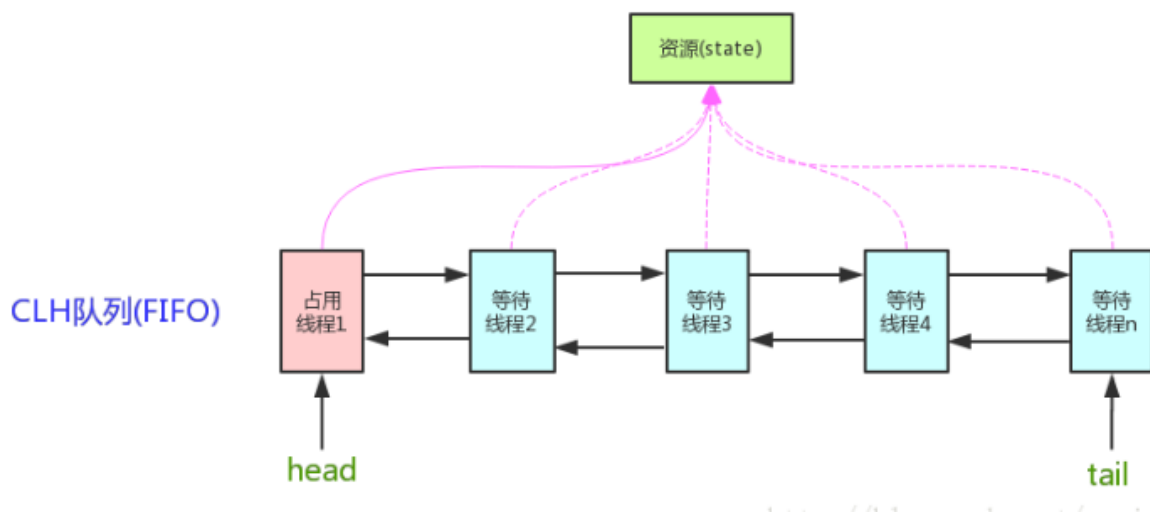 资源(state)
CLH队列(FIFO)
占用
线程1
等待
线程2
等待
线程3
等待
线程4
等待
线程n
head
tail